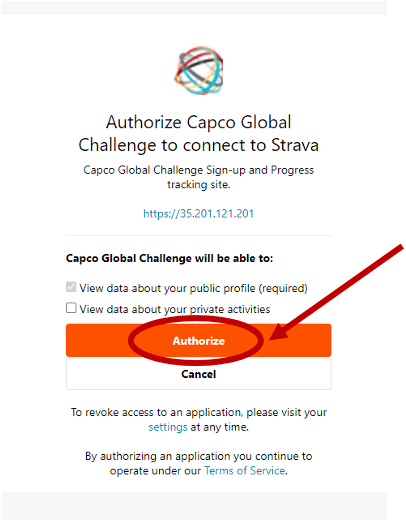 Authorize Capco Global
Challenge to connect to Strava
Capco Global Challenge Sign-up and Progress
tracking site.
https://35.201.121.201
Capco Global Challenge will be able to:
View data about your public profile (required)
View data about your private activities
Authorize
Cancel
To revoke access to an application, please visit your
settings at any time.
By authorizing an application you continue to
operate under our Terms of Service.